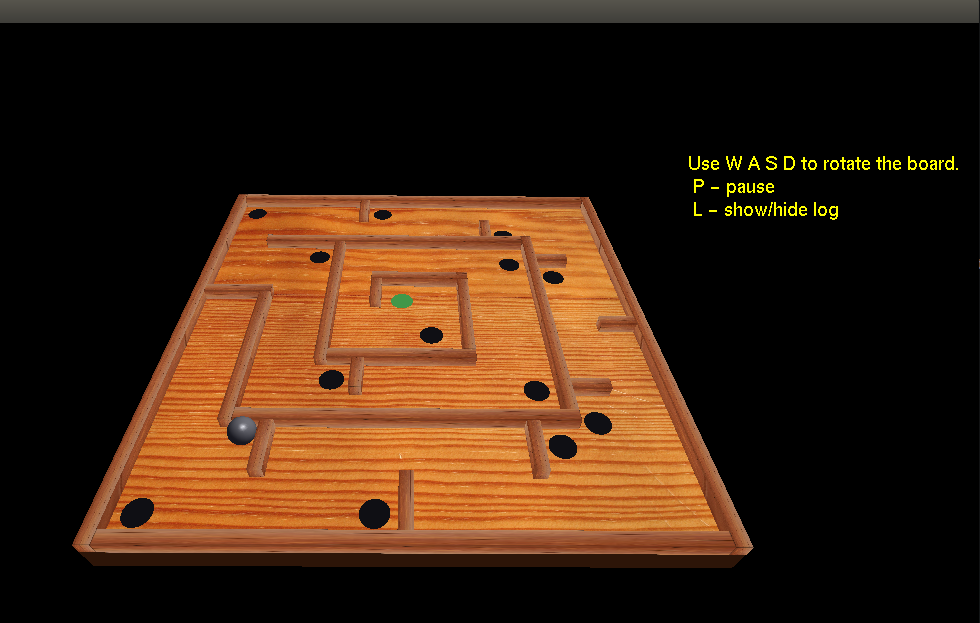 Use W A S D to rotate the board.
P – pause
L – show/hide log